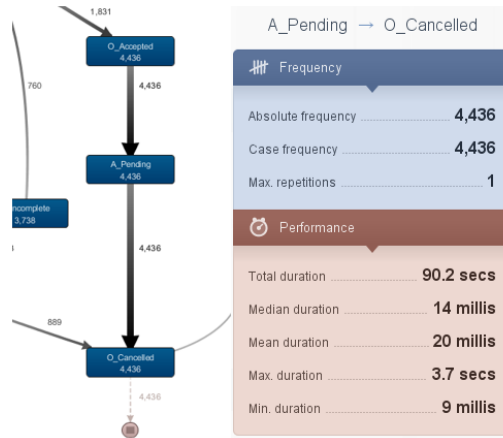 1,831
O_Accepted
4,436
760
4,436
A_Pending
4,436
ncomplete
3,738
4,436
889
O_Cancelled
4,436
4,436
A_Pending → O_Cancelled
Frequency
Absolute frequency 4,436
Case frequency 4,436
Max. repetitions 1
Performance
Total duration 90.2 secs
Median duration 14 millis
Mean duration 20 millis
Max. duration 3.7 secs
Min. duration 9 millis